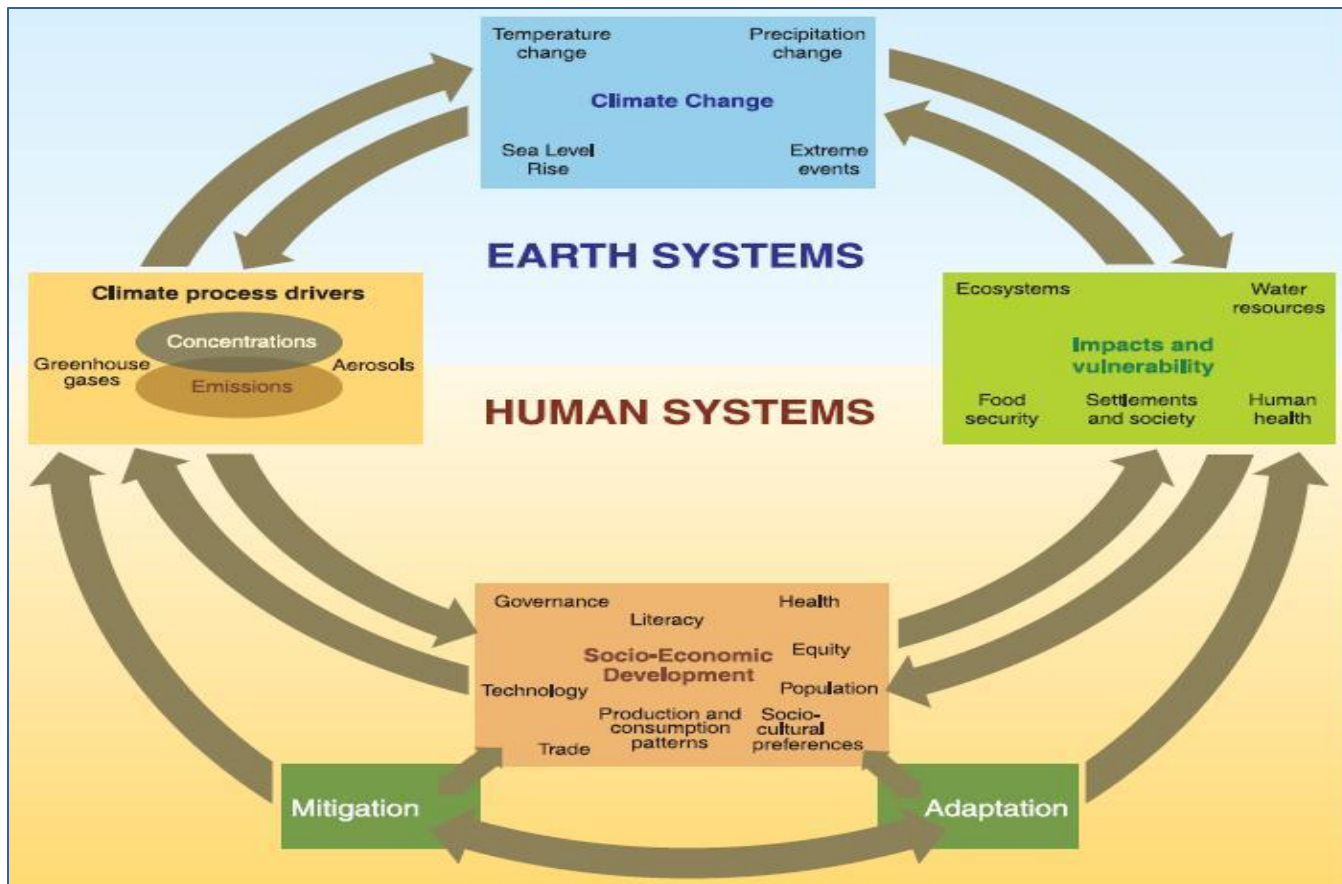 Temperature
change
Precipitation
change
Climate Change
Sea Level
Rise
Extreme
events
EARTH SYSTEMS
Climate process drivers
Concentrations
Greenhouse
gases
Aerosols
Emissions
Ecosystems
Water
resources
Impacts and
vulnerability
Food
security
Settlements
and society
Human
health
HUMAN SYSTEMS
Governance
Literacy
Health
Socio-Economic
Development
Equity
Technology
Population
Production and
consumption
patterns
Socio-
cultural
preferences
Trade
Mitigation
Adaptation